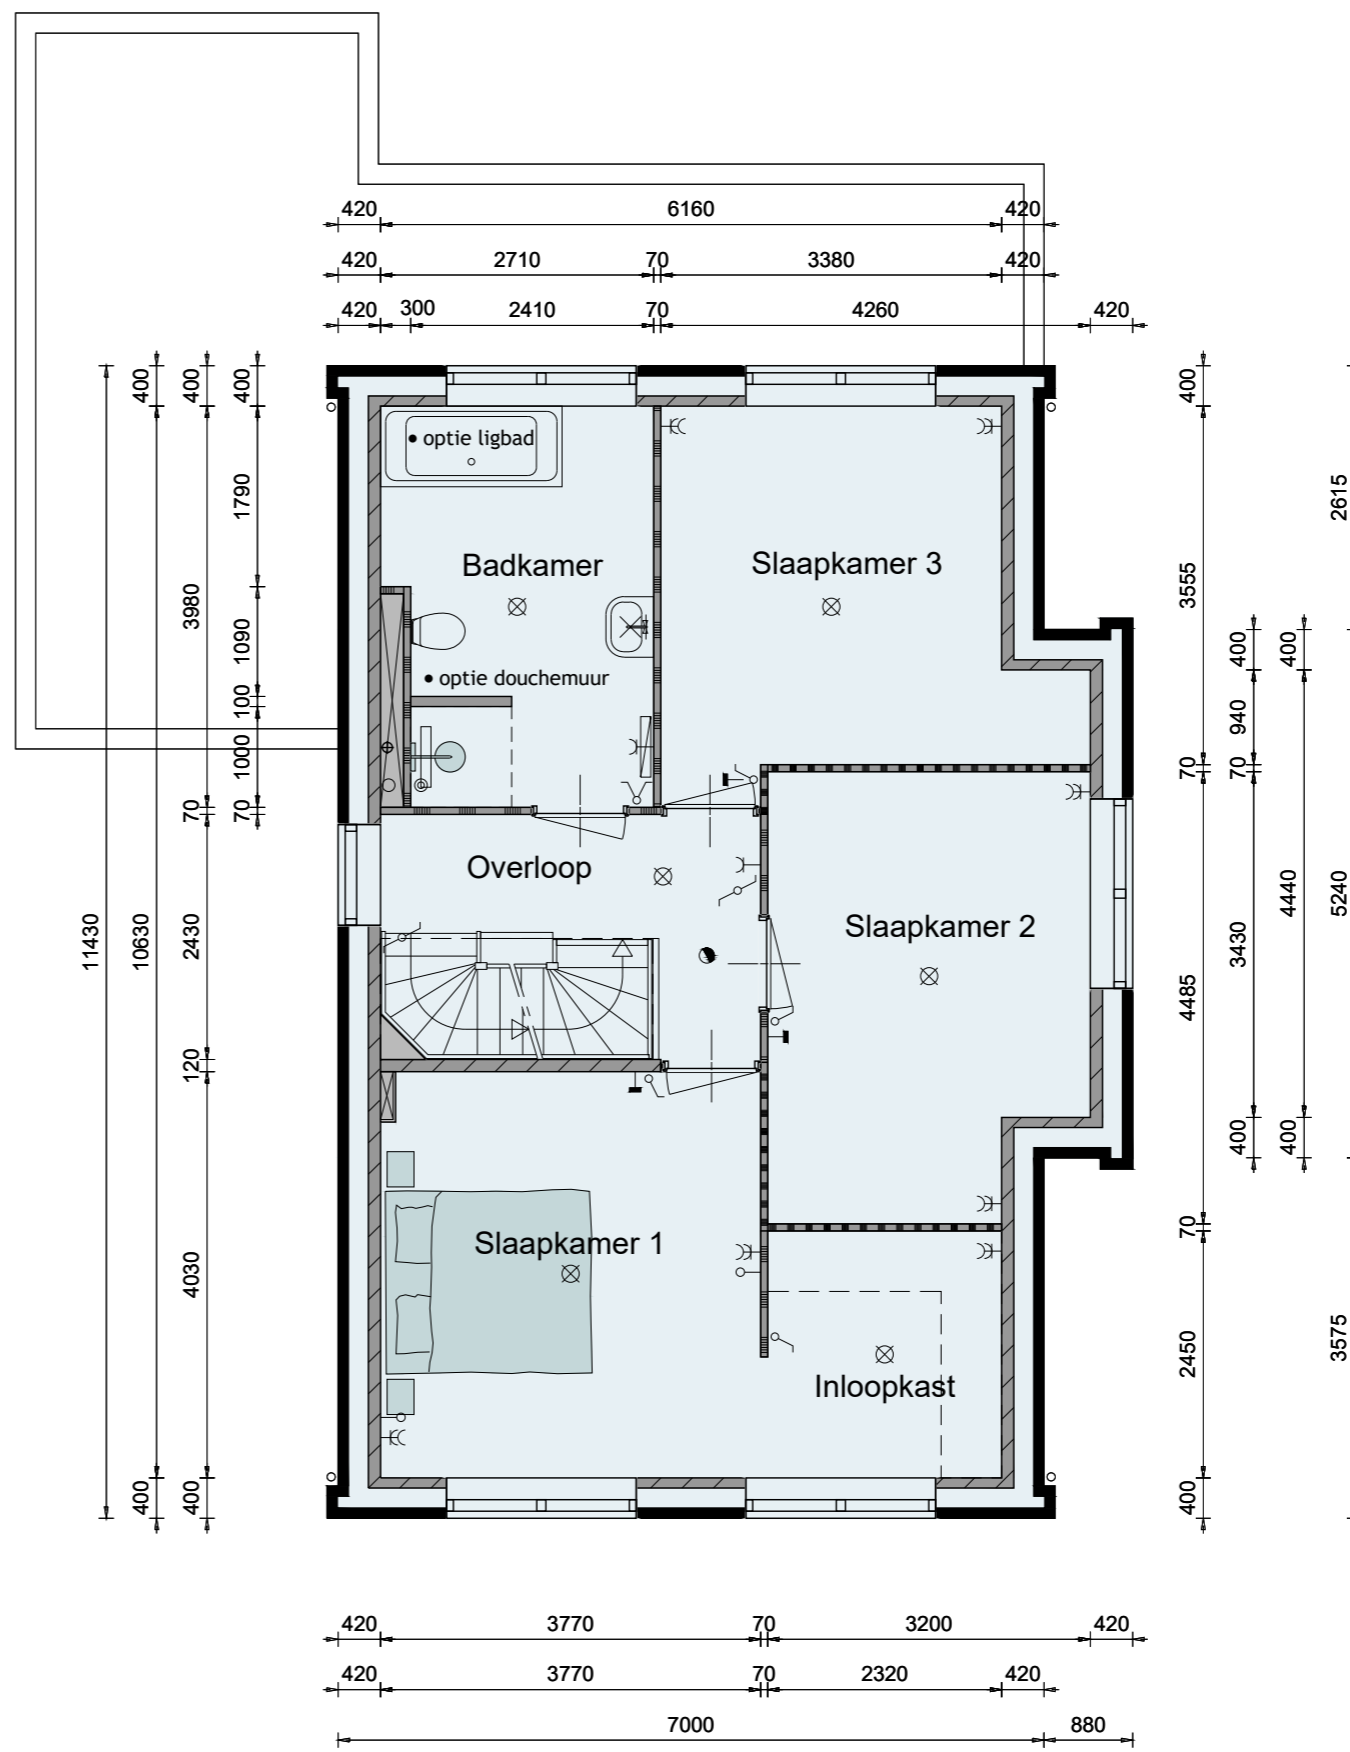 420 6160 420
420 2710 70 3380 420
420 300 2410 70 4260 420
400 400 400 400
• optie ligbad
1790 2615
Badkamer Slaapkamer 3
3980 3555
1090 400 400
• optie douchemuur
100 940
1000
70 70 70 70
Overloop
11430 10630 2430 Slaapkamer 2 3430 4440 5240
4485
120
400 400
Slaapkamer 1 70
4030
2450 3575
Inloopkast
400 400 400
420 3770 70 3200 420
420 3770 70 2320 420
7000 880